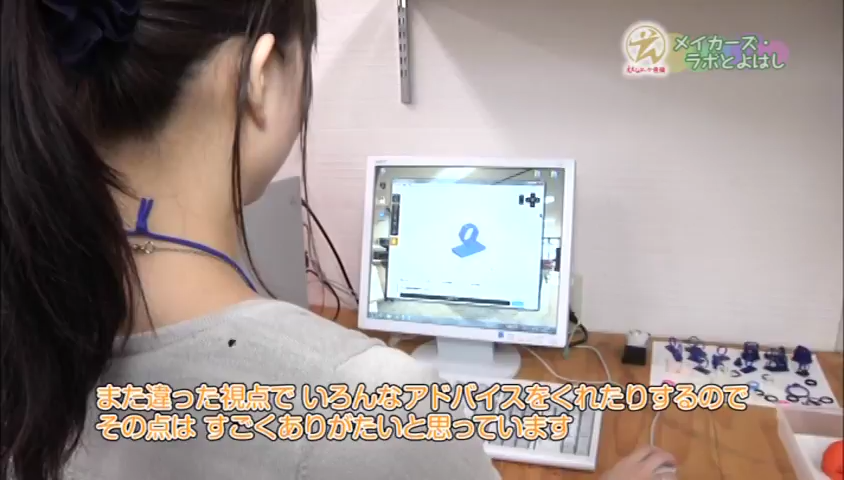 メイカーズ・
ラボとよはし
また違った視点で いろんなアドバイスをくれたりするので
その点は すごくありがたいと思っています